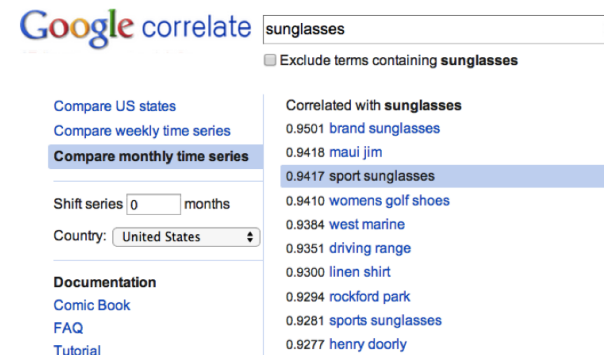 Google correlate sunglasses
Exclude terms containing sunglasses
Compare US states
Compare weekly time series
Compare monthly time series
Shift series 0 months
Country: United States
Documentation
Comic Book
FAQ
Tutorial
Correlated with sunglasses
0.9501 brand sunglasses
0.9418 maui jim
0.9417 sport sunglasses
0.9410 womens golf shoes
0.9384 west marine
0.9351 driving range
0.9300 linen shirt
0.9294 rockford park
0.9281 sports sunglasses
0.9277 henry doorly